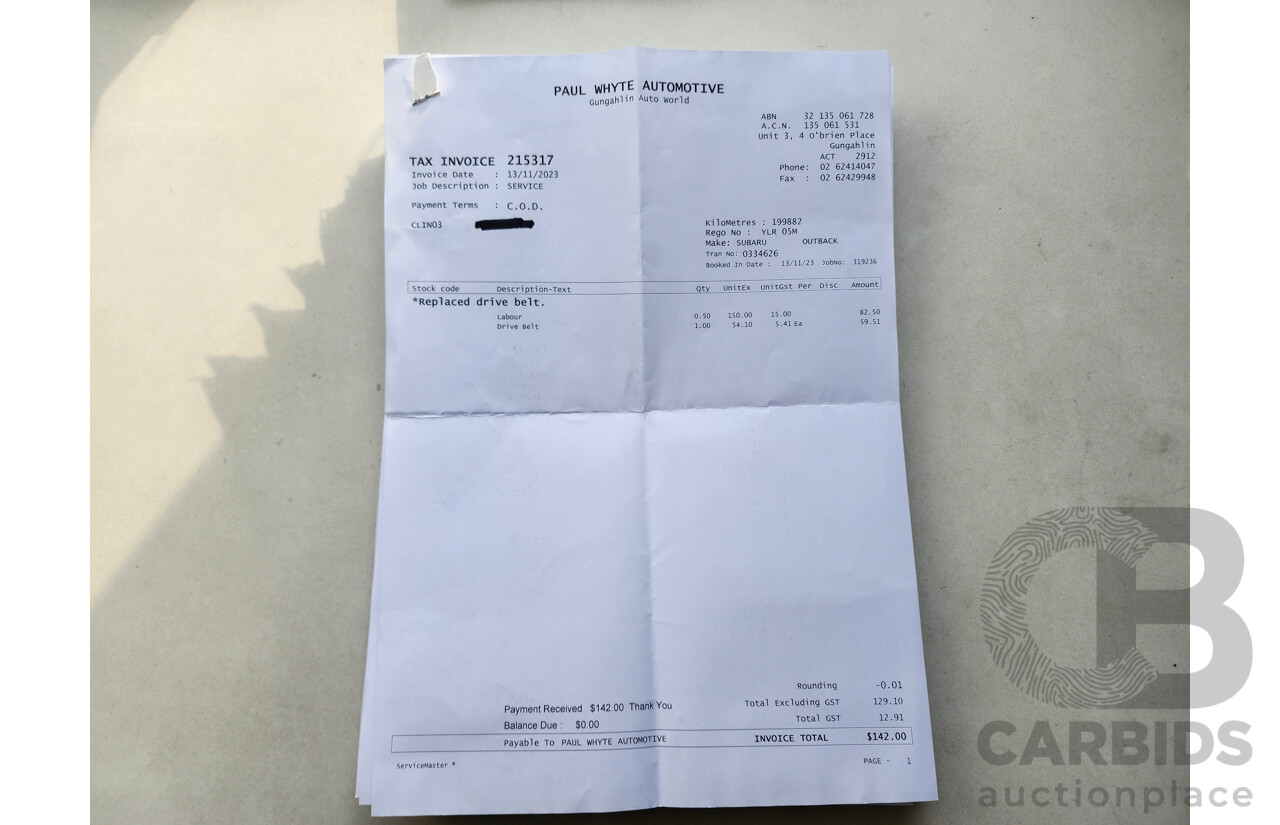 PAUL WHYTE AUTOMOTIVE
Gungahlin Auto World
ABN 32 135 061 728
A.C.N. 135 061 531
Unit 3, 4 O'brien Place
Gungahlin
ACT 2912
Phone: 02 62414047
Fax : 02 62429948
TAX INVOICE 215317
Invoice Date : 13/11/2023
Job Description : SERVICE
Payment Terms : C.O.D.
CLIN03
KiloMetres : 199882
Rego No : YLR 05M
Make: SUBARU OUTBACK
Tran No: 0334626
Booked In Date : 13/11/23 JobNo: 319236
Stock code Description-Text Qty UnitEx UnitGst Per Disc Amount
*Replaced drive belt.
Labour 0.50 150.00 15.00 82.50
Drive Belt 1.00 54.10 5.41 Ea 59.51
Rounding -0.01
Payment Received $142.00 Thank You Total Excluding GST 129.10
Balance Due : $0.00 Total GST 12.91
Payable To PAUL WHYTE AUTOMOTIVE INVOICE TOTAL $142.00
ServiceMaster * PAGE - 1
CB
CARBIDS
auctionplace